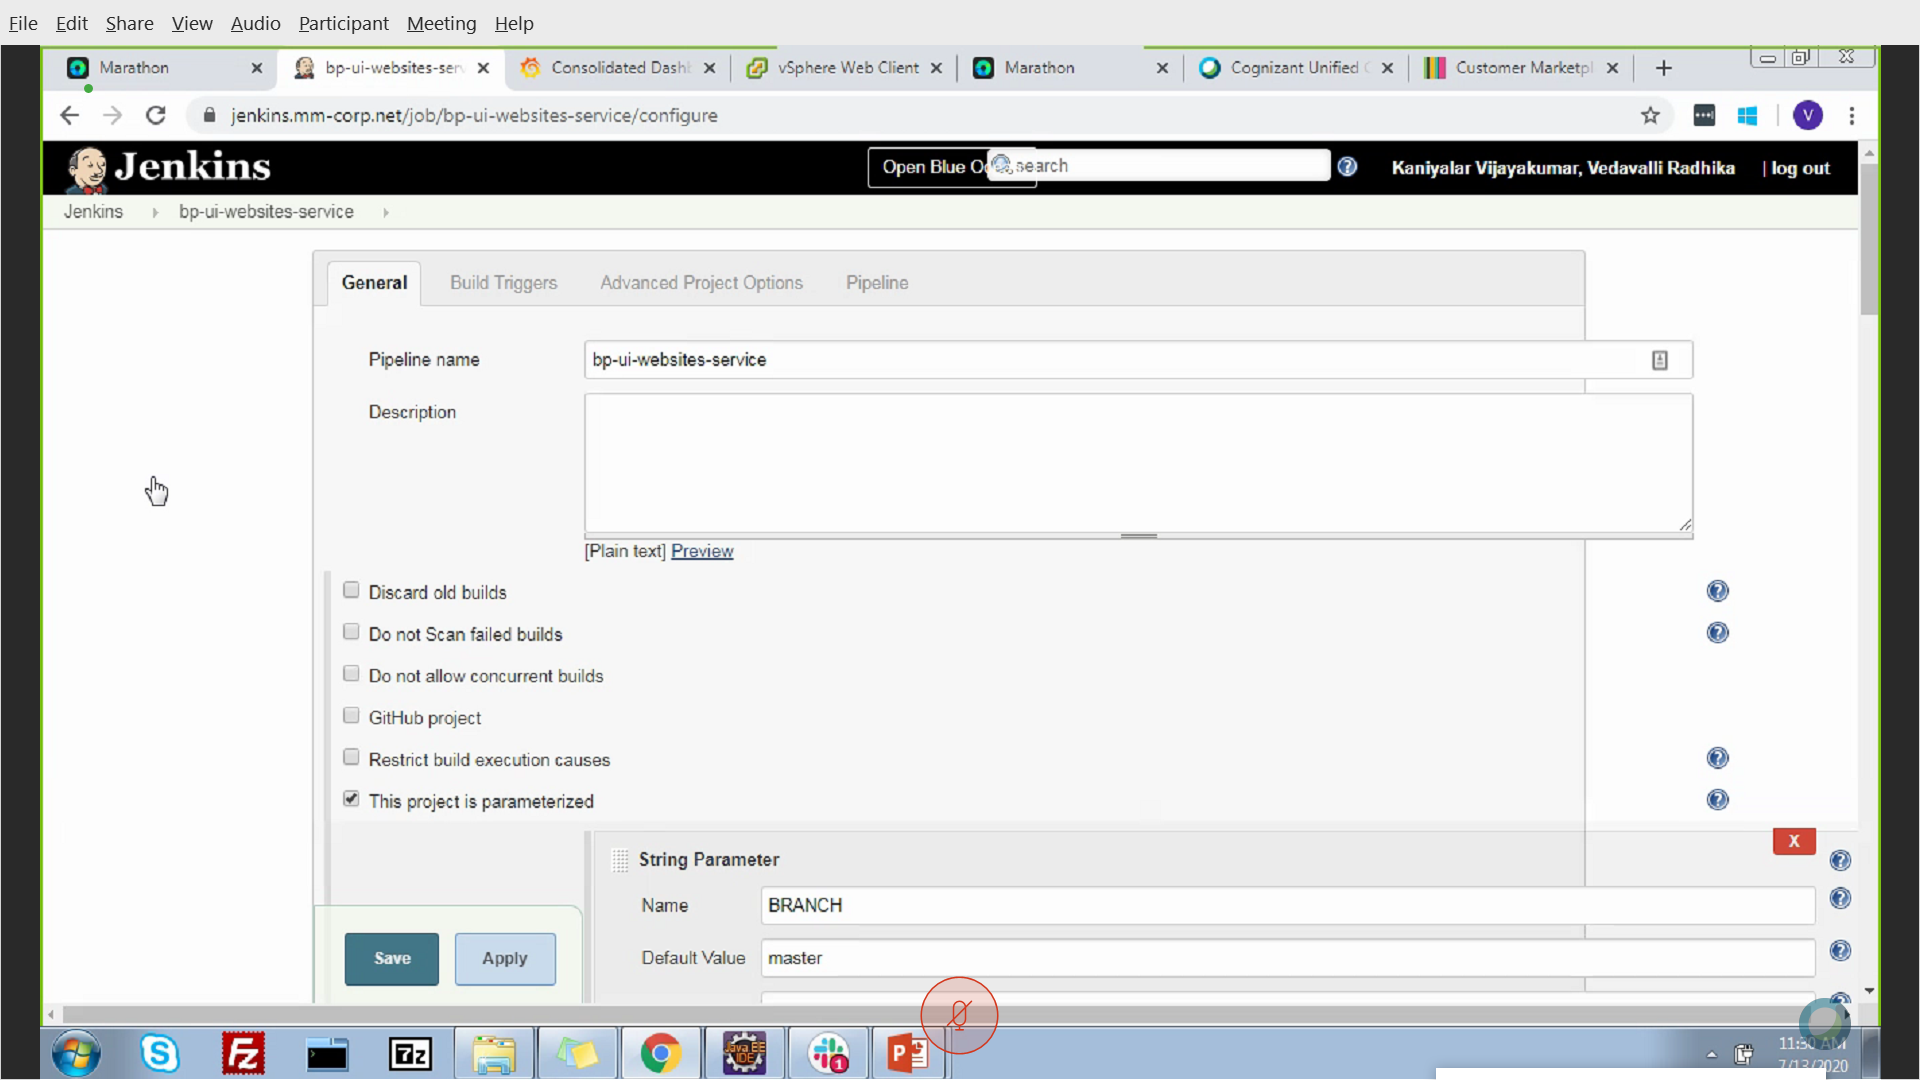 File Edit Share View Audio Participant Meeting Help
Marathon bp-ui-websites-ser Consolidated Dash vSphere Web Client Marathon Cognizant Unified Customer Marketpl
jenkins.mm-corp.net/job/bp-ui-websites-service/configure V
Jenkins Open Blue O search Kaniyalar Vijayakumar, Vedavalli Radhika | log out
Jenkins bp-ui-websites-service
General Build Triggers Advanced Project Options Pipeline
Pipeline name bp-ui-websites-service
Description
[Plain text] Preview
Discard old builds
Do not Scan failed builds
Do not allow concurrent builds
GitHub project
Restrict build execution causes
This project is parameterized
X
String Parameter
Name BRANCH
Default Value master
Save Apply
11:30 AM
7/13/2020